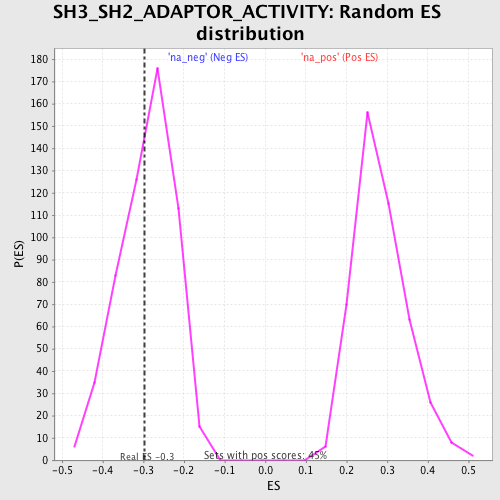 SH3_SH2_ADAPTOR_ACTIVITY: Random ES
distribution
'na_neg' (Neg ES)
'na_pos' (Pos ES)
P(ES)
180
170
160
150
140
130
120
110
100
90
80
70
60
50
40
30
20
10
0
Real ES -0.3
Sets with pos scores: 45%
-0.5 -0.4 -0.3 -0.2 -0.1 0.0 0.1 0.2 0.3 0.4 0.5
ES